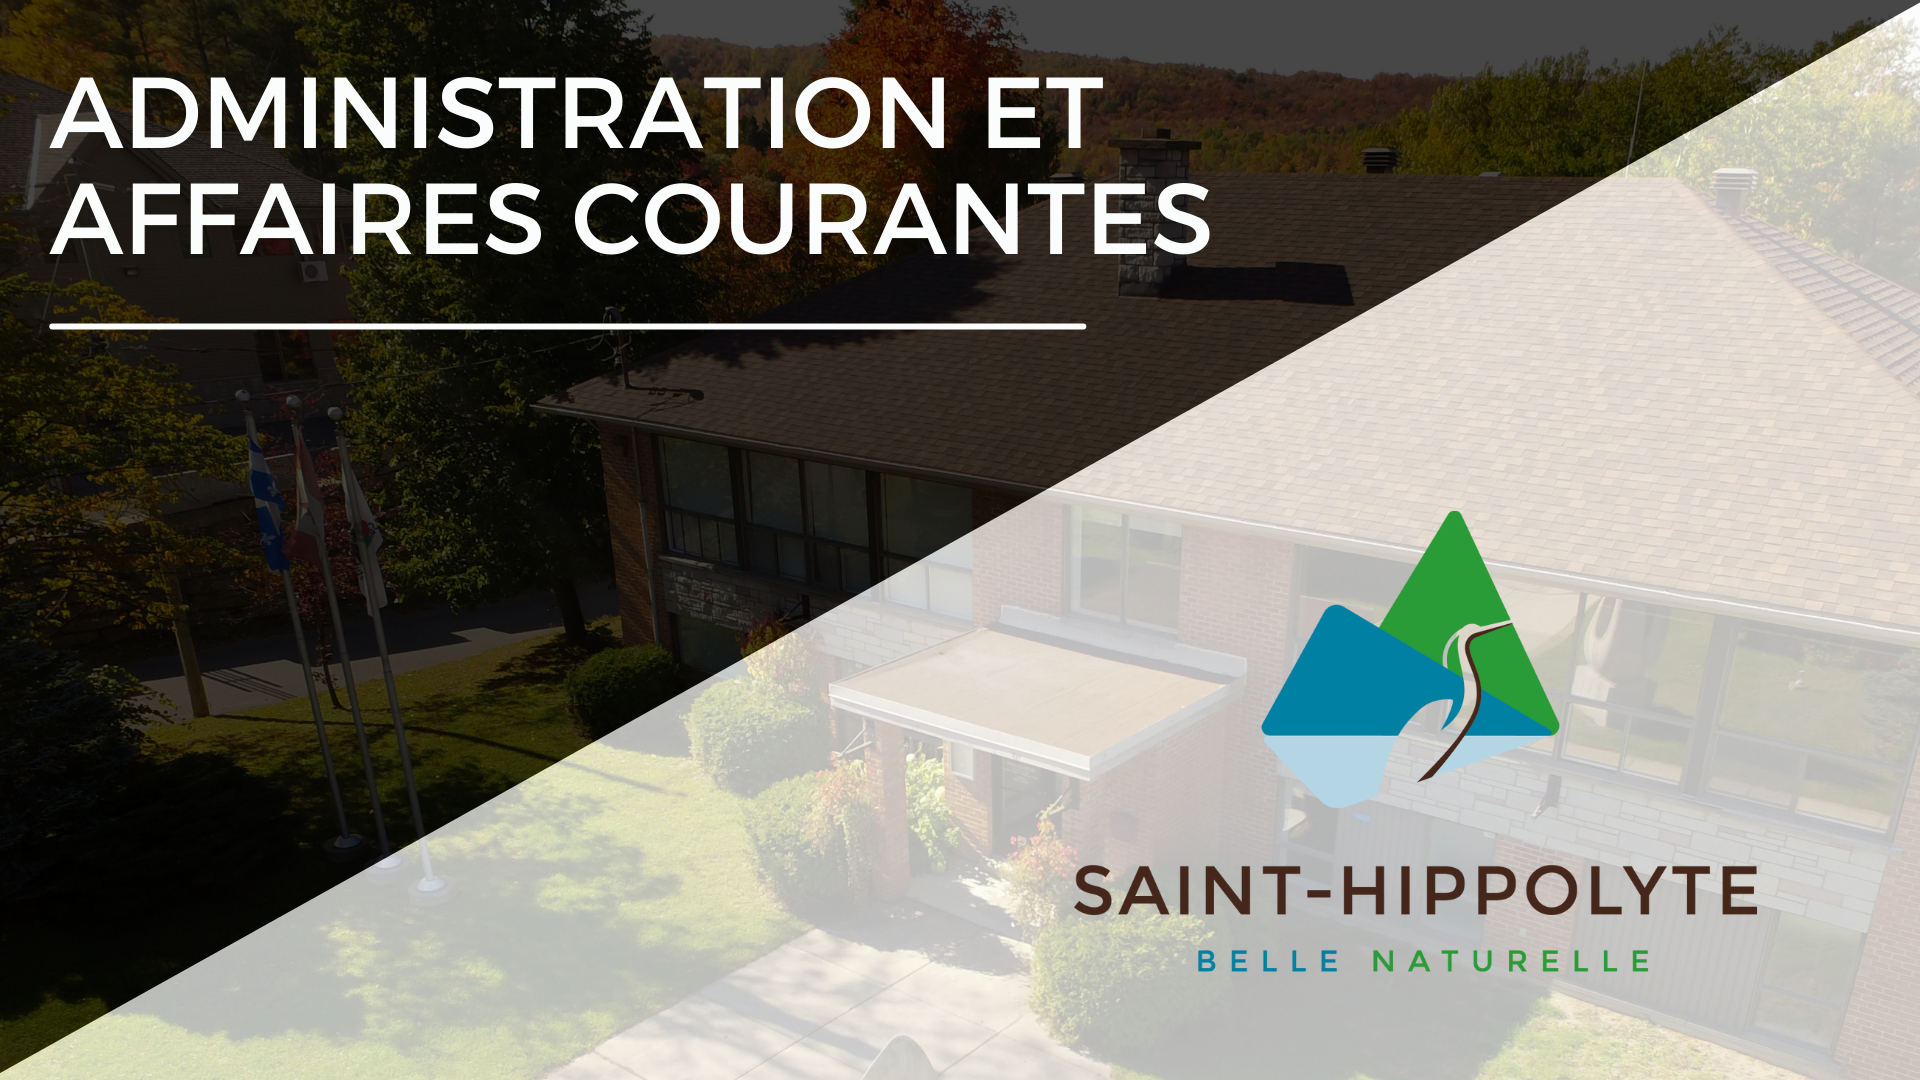 ADMINISTRATION ET
AFFAIRES COURANTES
SAINT-HIPPOLYTE
BELLE NATURELLE